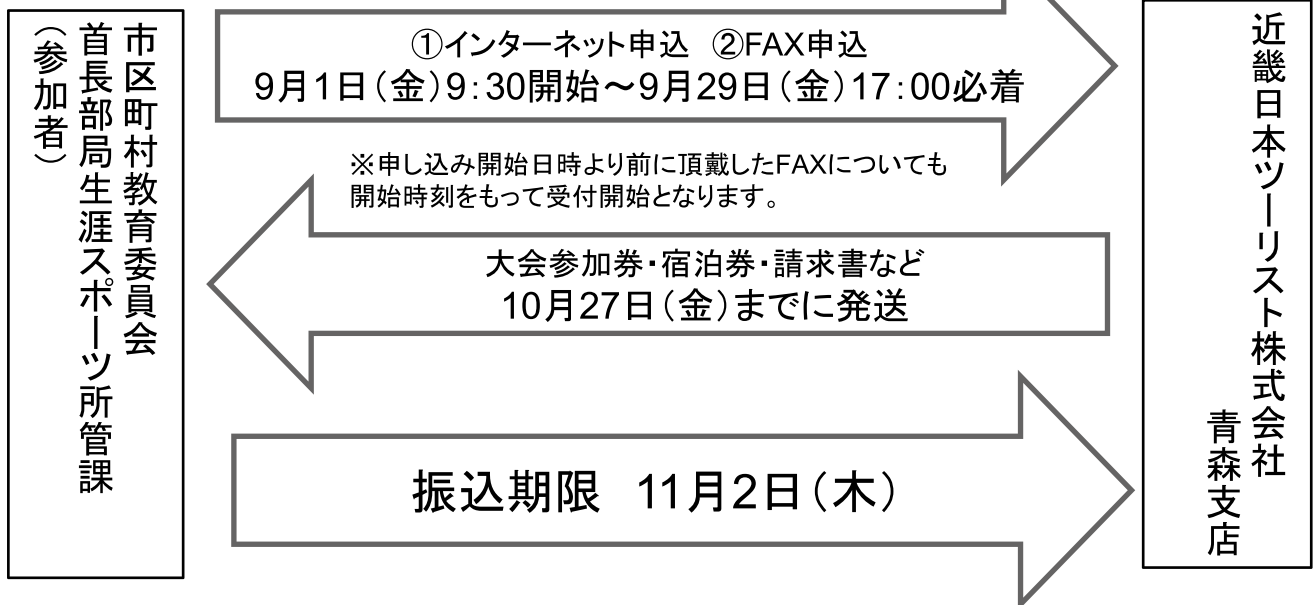 市区町村教育委員会
首長部局生涯スポーツ所管課
（参加者）
①インターネット申込　②FAX申込
9月1日（金）9：30開始～9月29日（金）17：00必着
※申し込み開始日時より前に頂戴したFAXについても
開始時刻をもって受付開始となります。
大会参加券・宿泊券・請求書など
10月27日（金）までに発送
振込期限　11月2日（木）
近畿日本ツーリスト株式会社
青森支店